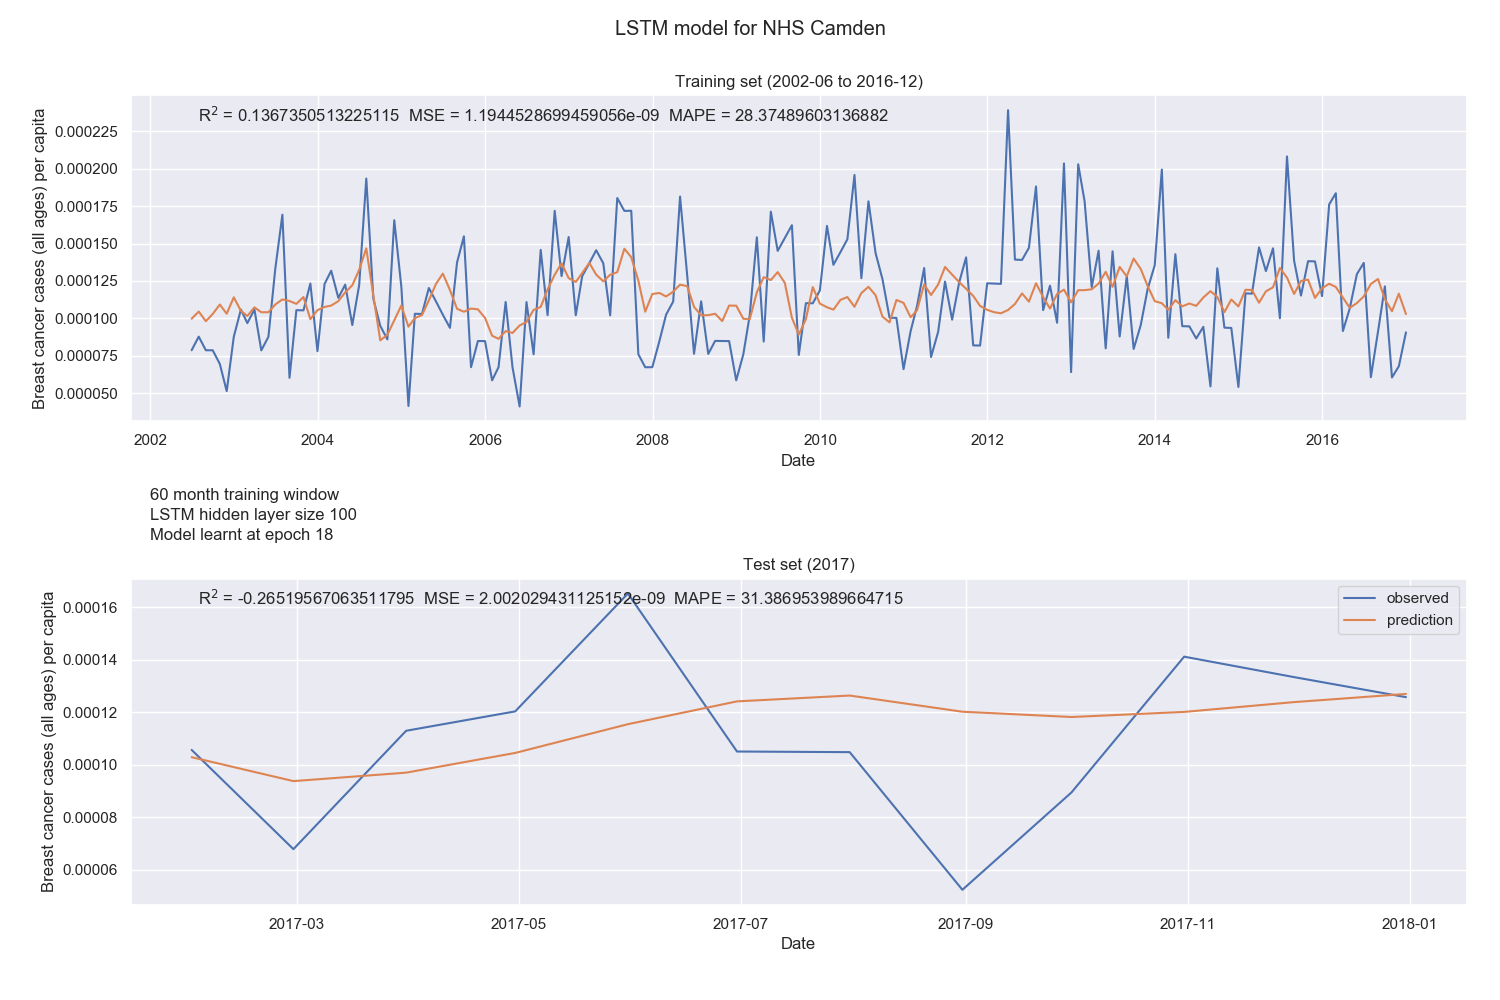 LSTM model for NHS Camden
Training set (2002-06 to 2016-12)
R² = 0.1367350513225115 MSE = 1.1944528699459056e-09 MAPE = 28.37489603136882
Breast cancer cases (all ages) per capita
0.000225
0.000200
0.000175
0.000150
0.000125
0.000100
0.000075
0.000050
2002 2004 2006 2008 2010 2012 2014 2016
Date
60 month training window
LSTM hidden layer size 100
Model learnt at epoch 18
Test set (2017)
R² = -0.26519567063511795 MSE = 2.002029431125152e-09 MAPE = 31.386953989664715
observed
prediction
Breast cancer cases (all ages) per capita
0.00016
0.00014
0.00012
0.00010
0.00008
0.00006
2017-03 2017-05 2017-07 2017-09 2017-11 2018-01
Date